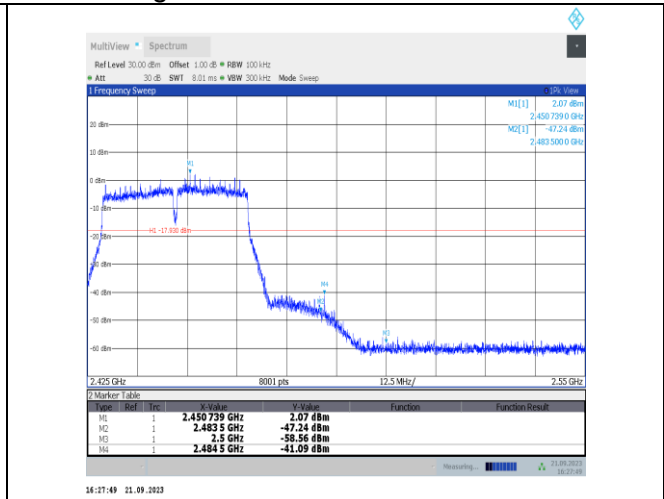 MultiView Spectrum
Ref Level 30.00 dBm Offset 1.00 dB RBW 100 kHz
Att 30 dB SWT 8.01 ms VBW 300 kHz Mode Sweep
1 Frequency Sweep 1Pk View
M1[1] 2.07 dBm
2.450 739 0 GHz
M2[1] -47.24 dBm
2.483 500 0 GHz
20 dBm
10 dBm
M1
0 dBm
-10 dBm
H1 -17.930 dBm
-20 dBm
-30 dBm
M4
-40 dBm
M2
-50 dBm
M3
-60 dBm
2.425 GHz 8001 pts 12.5 MHz/ 2.55 GHz
2 Marker Table
Type Ref Trc X-Value Y-Value Function Function Result
M1 1 2.450 739 GHz 2.07 dBm
M2 1 2.483 5 GHz -47.24 dBm
M3 1 2.5 GHz -58.56 dBm
M4 1 2.484 5 GHz -41.09 dBm
Measuring... 21.09.2023
16:27:49
16:27:49 21.09.2023